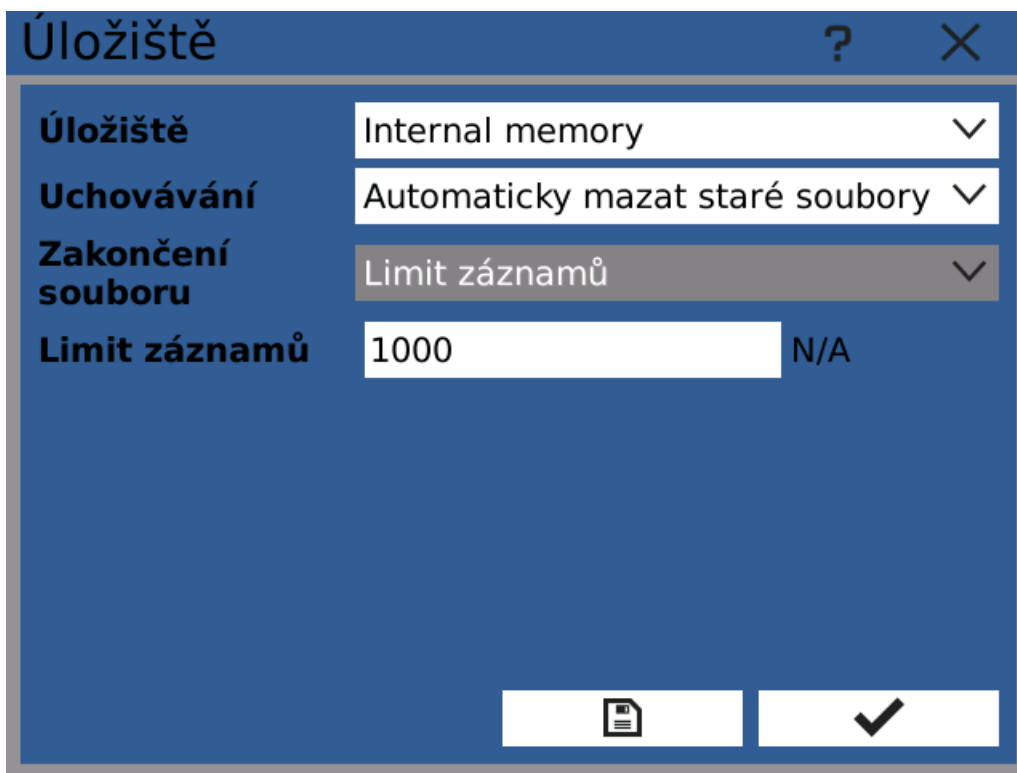 Úložiště ?
Úložiště Internal memory
Uchovávání Automaticky mazat staré soubory
Zakončení
souboru Limit záznamů
Limit záznamů 1000 N/A